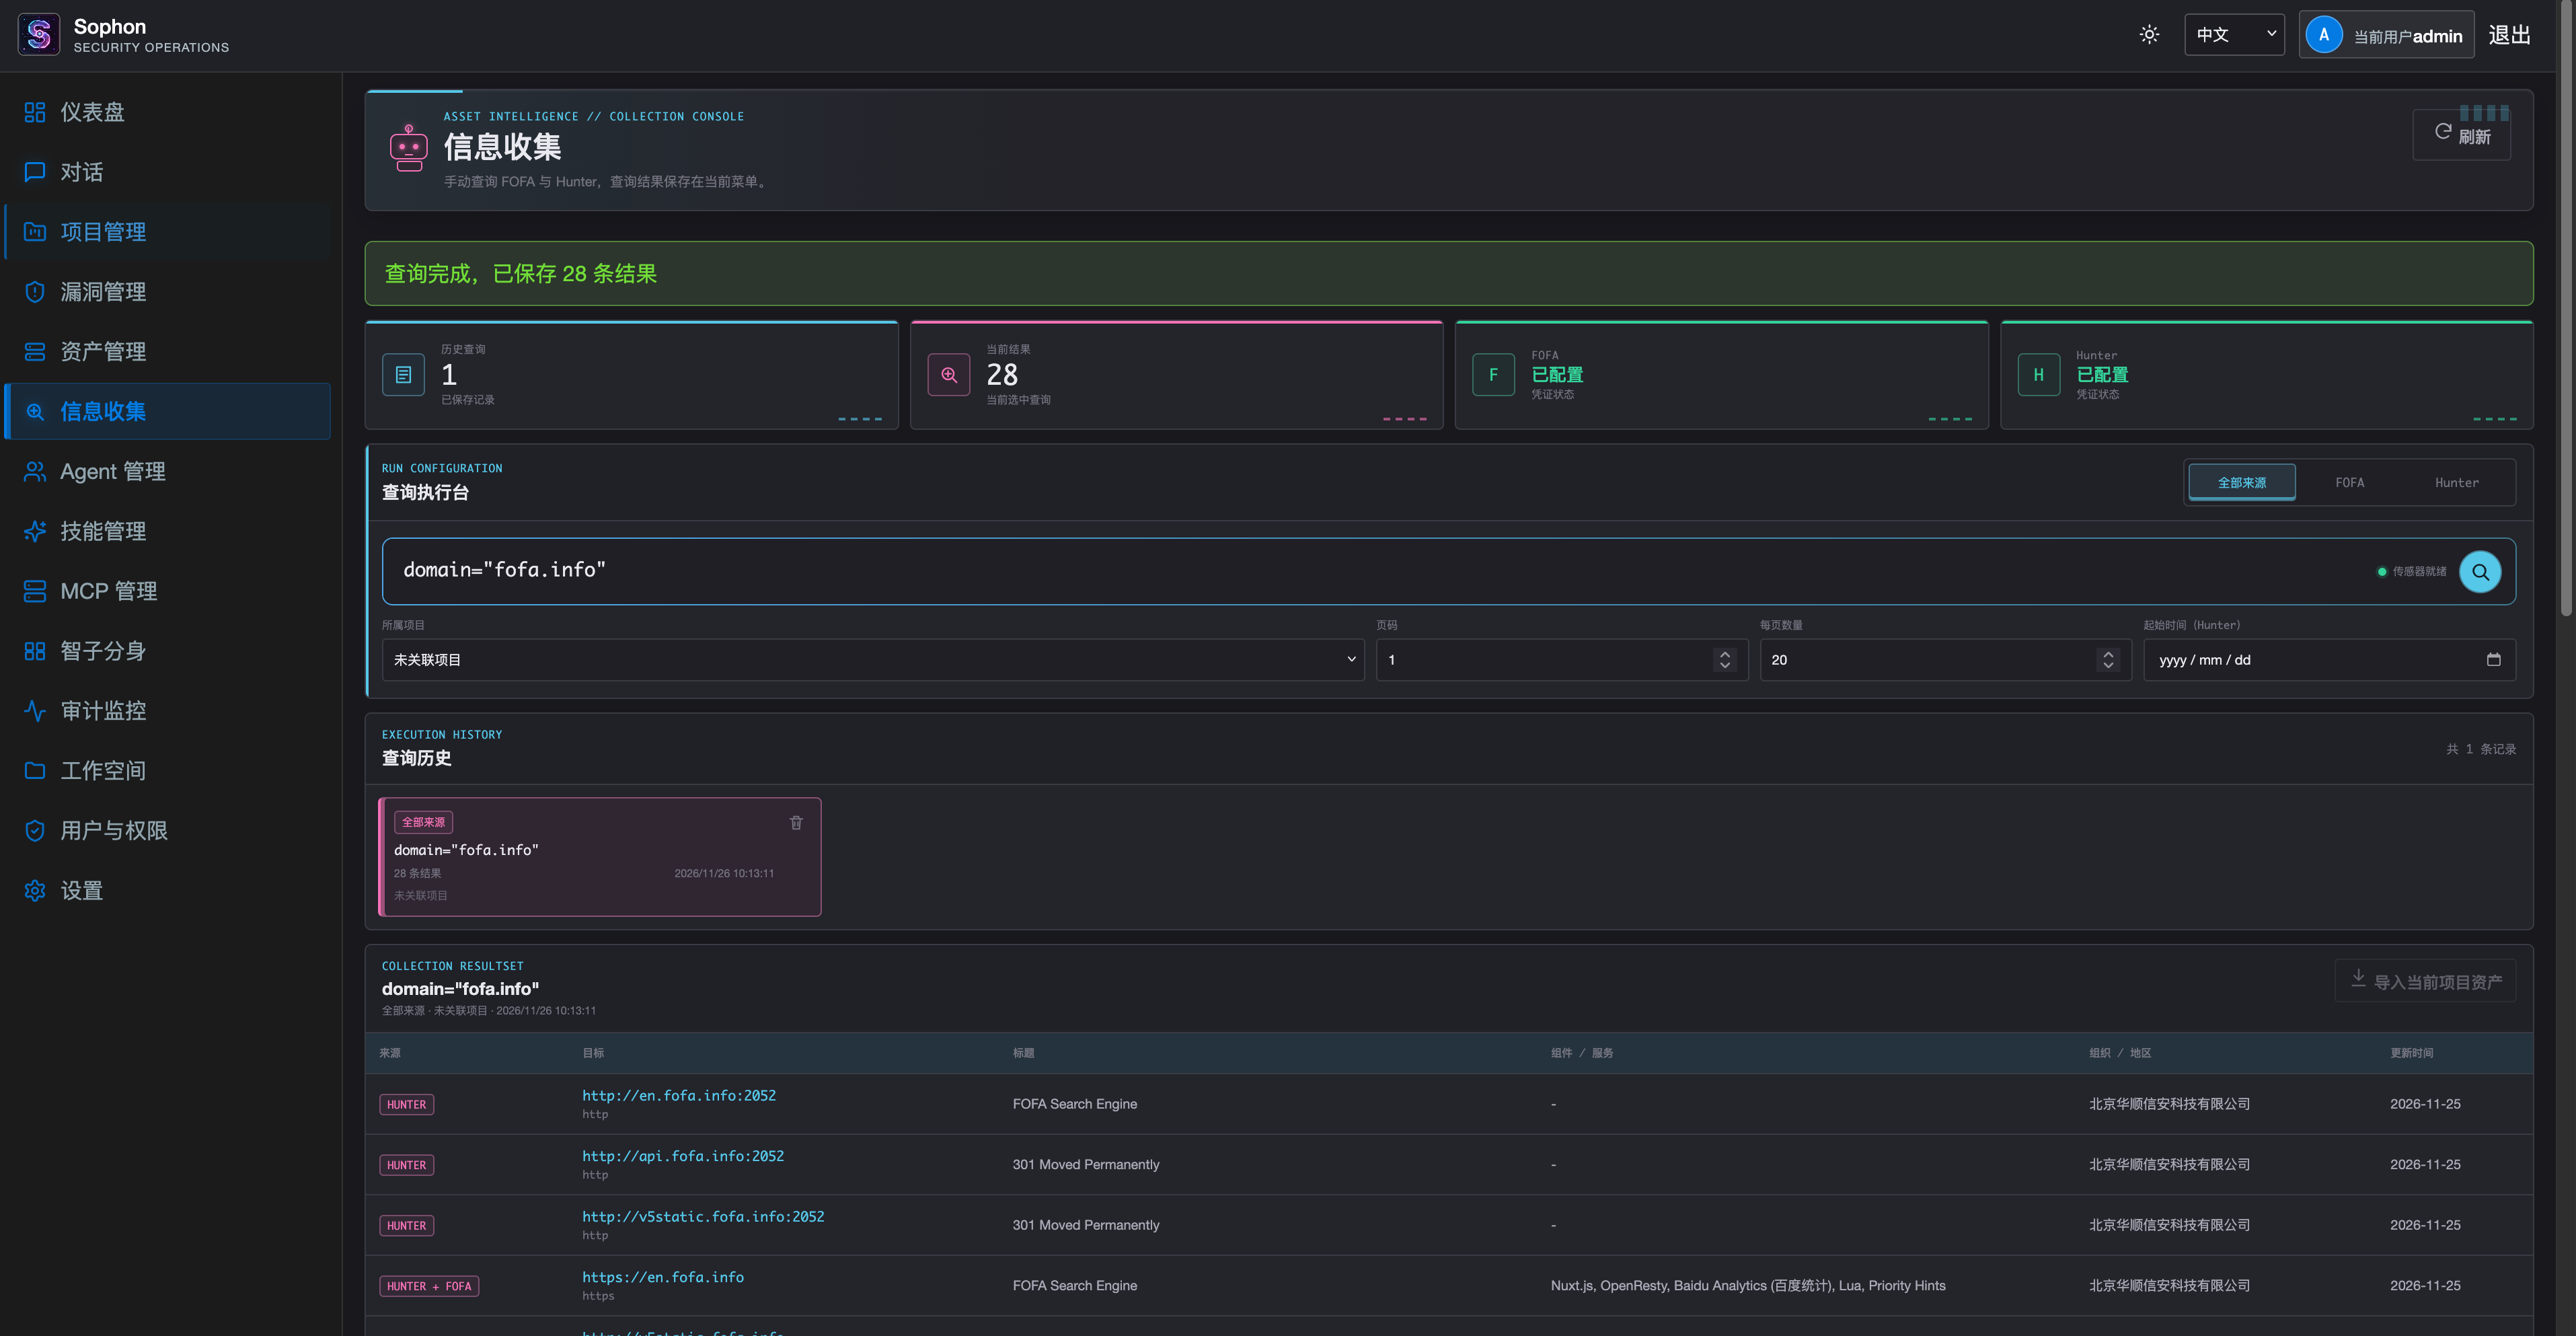 Sophon
SECURITY OPERATIONS
中文
A
当前用户admin
退出
仪表盘
对话
项目管理
漏洞管理
资产管理
信息收集
Agent 管理
技能管理
MCP 管理
智子分身
审计监控
工作空间
用户与权限
设置
ASSET INTELLIGENCE // COLLECTION CONSOLE
信息收集
手动查询 FOFA 与 Hunter，查询结果保存在当前菜单。
刷新
查询完成，已保存 28 条结果
历史查询
1
已保存记录
当前结果
28
当前选中查询
F
FOFA
已配置
凭证状态
H
Hunter
已配置
凭证状态
RUN CONFIGURATION
查询执行台
全部来源
FOFA
Hunter
domain="fofa.info"
传感器就绪
所属项目
页码
每页数量
起始时间 (Hunter)
未关联项目
1
20
yyyy / mm / dd
EXECUTION HISTORY
查询历史
共 1 条记录
全部来源
domain="fofa.info"
28 条结果
2026/11/26 10:13:11
未关联项目
COLLECTION RESULTSET
domain="fofa.info"
全部来源 · 未关联项目 · 2026/11/26 10:13:11
导入当前项目资产
来源 目标 标题 组件 / 服务 组织 / 地区 更新时间
HUNTER http://en.fofa.info:2052 FOFA Search Engine - 北京华顺信安科技有限公司 2026-11-25
http
HUNTER http://api.fofa.info:2052 301 Moved Permanently - 北京华顺信安科技有限公司 2026-11-25
http
HUNTER http://v5static.fofa.info:2052 301 Moved Permanently - 北京华顺信安科技有限公司 2026-11-25
http
HUNTER + FOFA https://en.fofa.info FOFA Search Engine Nuxt.js, OpenResty, Baidu Analytics (百度统计), Lua, Priority Hints 北京华顺信安科技有限公司 2026-11-25
https